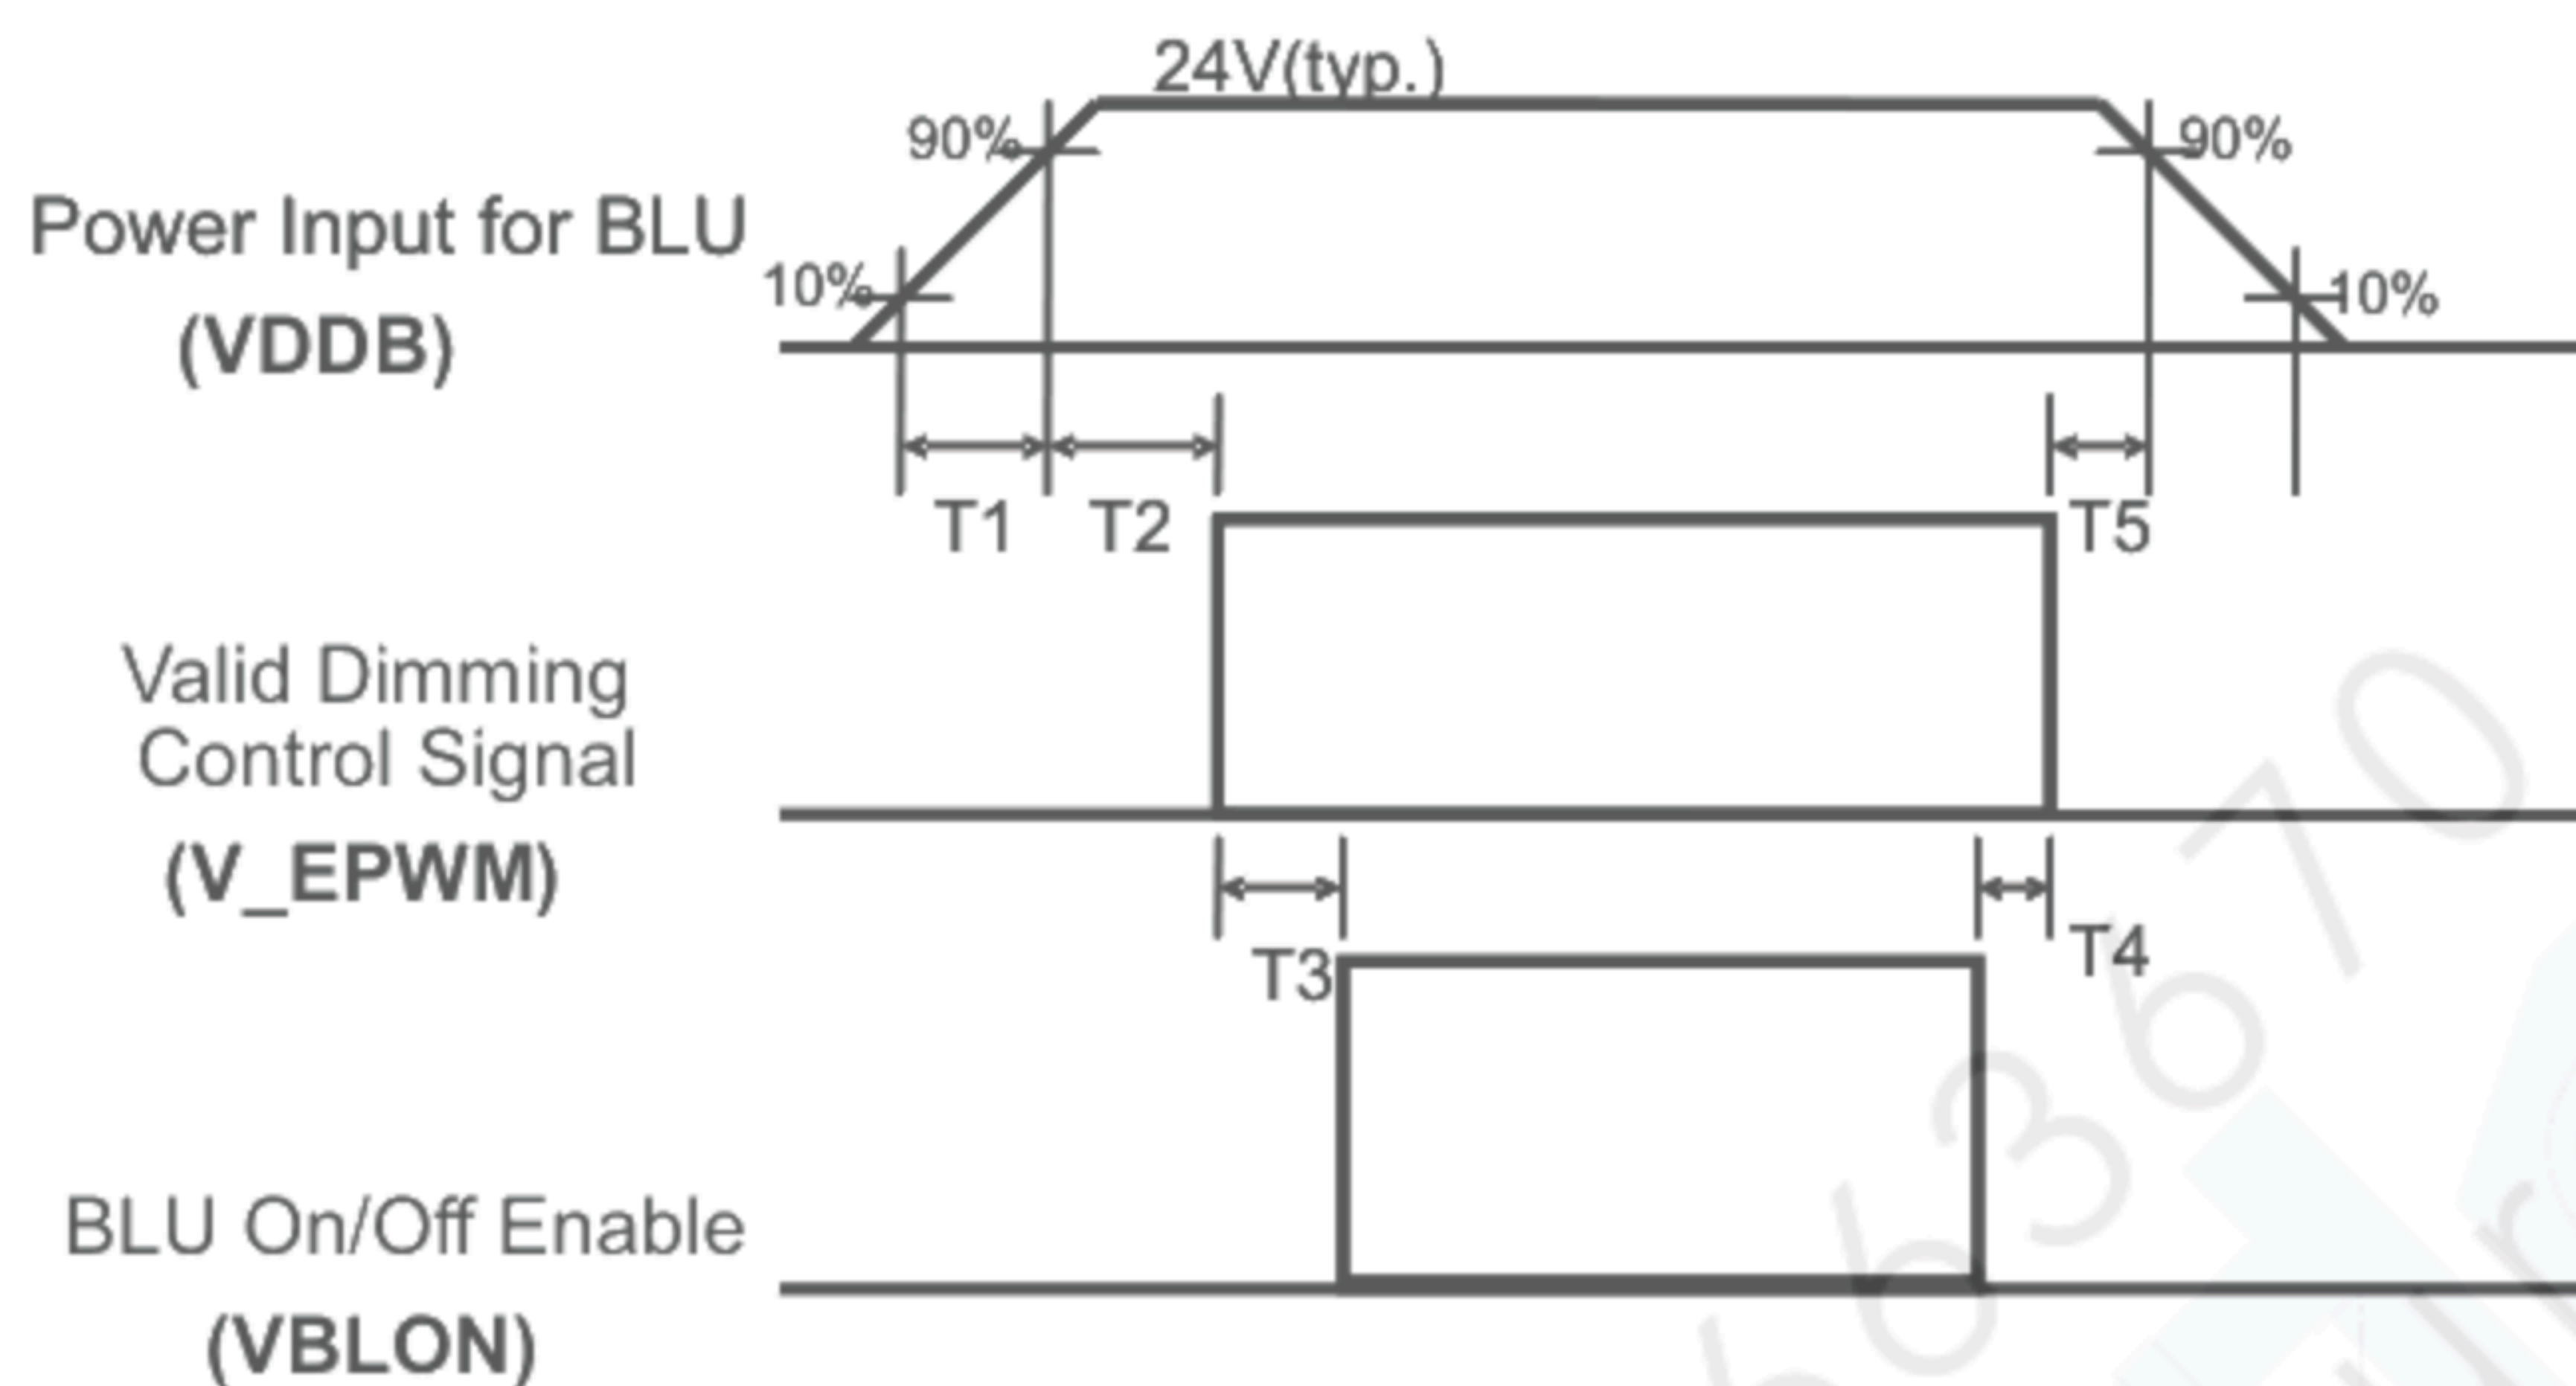 24V(typ.)
90%
90%
Power Input for BLU
10%
10%
(VDDB)
T1
T2
T5
Valid Dimming
Control Signal
(V_EPWM)
T3
T4
BLU On/Off Enable
(VBLON)
63670